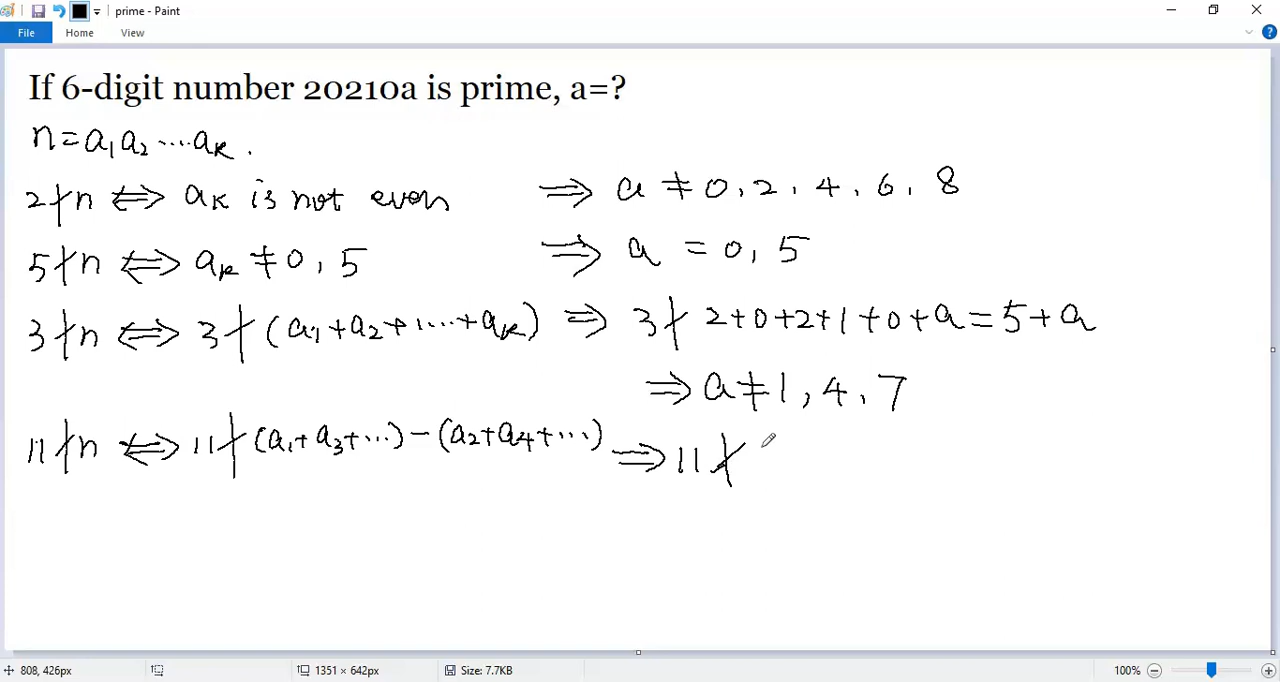 prime - Paint
File Home View
If 6-digit number 20210a is prime, a=?
n=a₁a₂⋯aₖ.
2∤n ⟺ aₖ is not even ⟹ a ≠ 0, 2, 4, 6, 8
5∤n ⟺ aₖ ≠ 0, 5 ⟹ a = 0, 5
3∤n ⟺ 3∤(a₁+a₂+⋯+aₖ) ⟹ 3∤ 2+0+2+1+0+a=5+a
⟹ a≠1, 4, 7
11∤n ⟺ 11∤(a₁+a₃+⋯)-(a₂+a₄+⋯) ⟹ 11∤
808, 426px 1351 × 642px Size: 7.7KB 100%